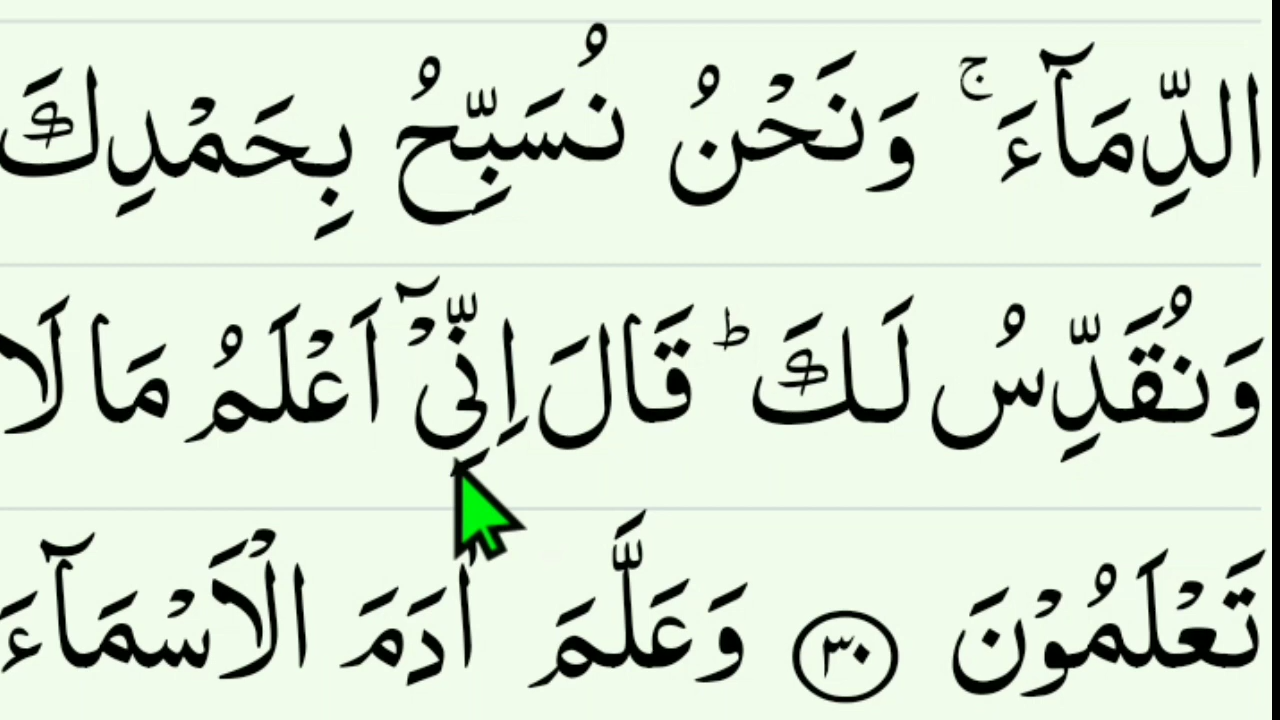 الدِّمَآءَ ۚ وَنَحْنُ نُسَبِّحُ بِحَمْدِكَ
وَنُقَدِّسُ لَكَ ؕ قَالَ اِنِّىْٓ اَعْلَمُ مَا لَا
تَعْلَمُوْنَ ﴿٣٠﴾ وَعَلَّمَ اٰدَمَ الْاَسْمَآءَ